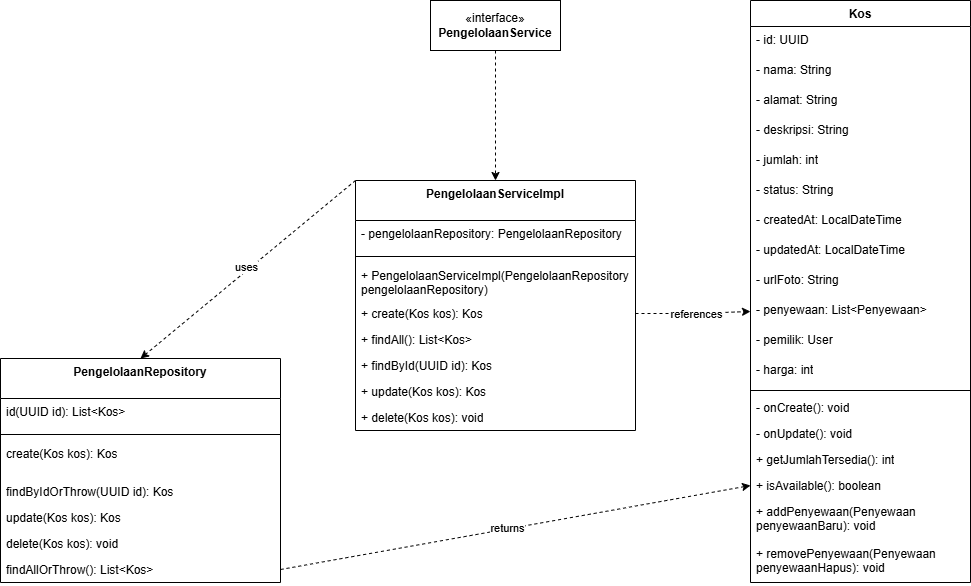 «interface»
PengelolaanService
PengelolaanServiceImpl
- pengelolaanRepository: PengelolaanRepository
+ PengelolaanServiceImpl(PengelolaanRepository
pengelolaanRepository)
+ create(Kos kos): Kos
+ findAll(): List<Kos>
+ findById(UUID id): Kos
+ update(Kos kos): Kos
+ delete(Kos kos): void
uses
references
PengelolaanRepository
id(UUID id): List<Kos>
create(Kos kos): Kos
findByIdOrThrow(UUID id): Kos
update(Kos kos): Kos
delete(Kos kos): void
findAllOrThrow(): List<Kos>
returns
Kos
- id: UUID
- nama: String
- alamat: String
- deskripsi: String
- jumlah: int
- status: String
- createdAt: LocalDateTime
- updatedAt: LocalDateTime
- urlFoto: String
- penyewaan: List<Penyewaan>
- pemilik: User
- harga: int
- onCreate(): void
- onUpdate(): void
+ getJumlahTersedia(): int
+ isAvailable(): boolean
+ addPenyewaan(Penyewaan
penyewaanBaru): void
+ removePenyewaan(Penyewaan
penyewaanHapus): void